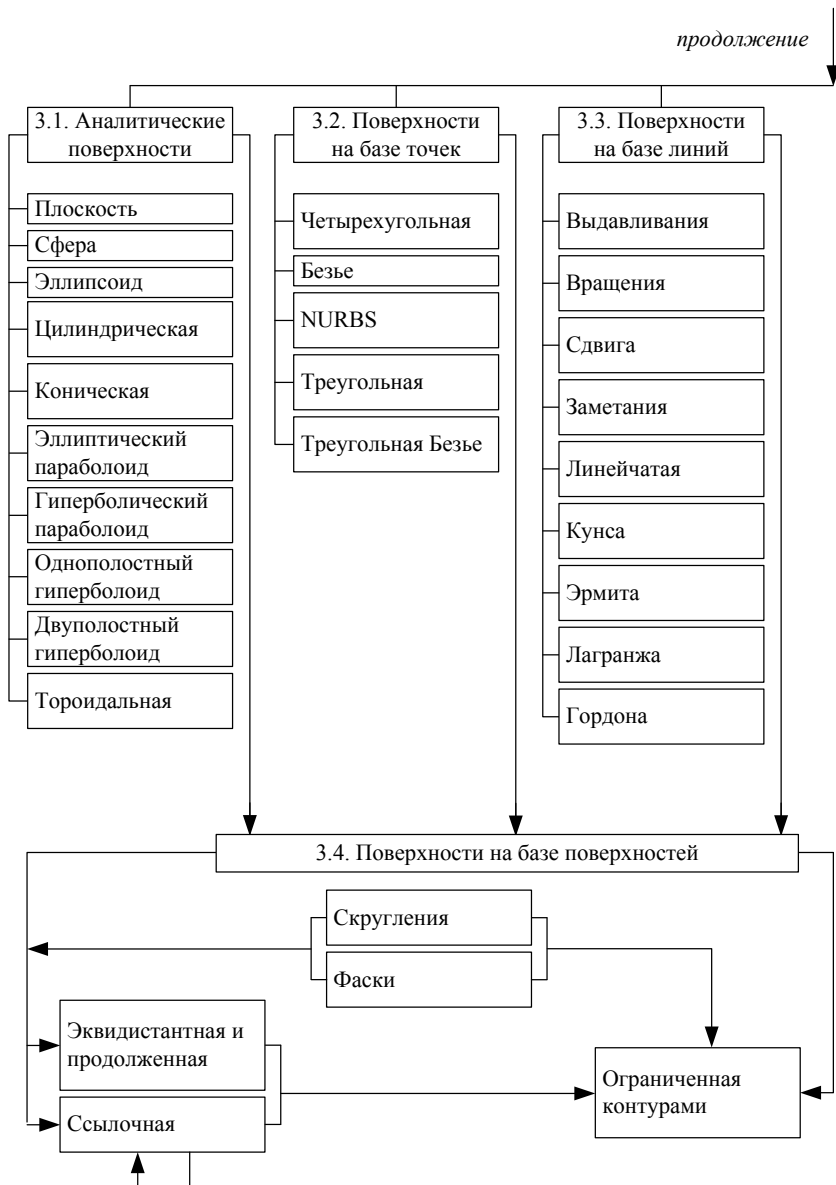 продолжение
3.1. Аналитические
поверхности
Плоскость
Сфера
Эллипсоид
Цилиндрическая
Коническая
Эллиптический
параболоид
Гиперболический
параболоид
Однополостный
гиперболоид
Двуполостный
гиперболоид
Тороидальная
3.2. Поверхности
на базе точек
Четырехугольная
Безье
NURBS
Треугольная
Треугольная Безье
3.3. Поверхности
на базе линий
Выдавливания
Вращения
Сдвига
Заметания
Линейчатая
Кунса
Эрмита
Лагранжа
Гордона
3.4. Поверхности на базе поверхностей
Скругления
Фаски
Эквидистантная и
продолженная
Ссылочная
Ограниченная
контурами